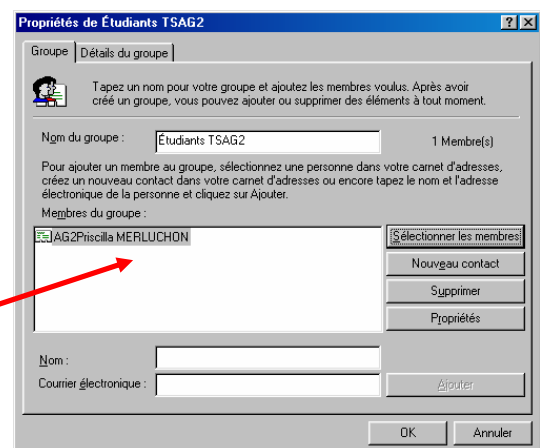 Propriétés de Étudiants TSAG2
Groupe Détails du groupe
Tapez un nom pour votre groupe et ajoutez les membres voulus. Après avoir
créé un groupe, vous pouvez ajouter ou supprimer des éléments à tout moment.
Nom du groupe : Étudiants TSAG2 1 Membre(s)
Pour ajouter un membre au groupe, sélectionnez une personne dans votre carnet d'adresses,
créez un nouveau contact dans votre carnet d'adresses ou encore tapez le nom et l'adresse
électronique de la personne et cliquez sur Ajouter.
Membres du groupe :
AG2Priscilla MERLUCHON
Sélectionner les membres
Nouveau contact
Supprimer
Propriétés
Nom :
Courrier électronique : Ajouter
OK Annuler